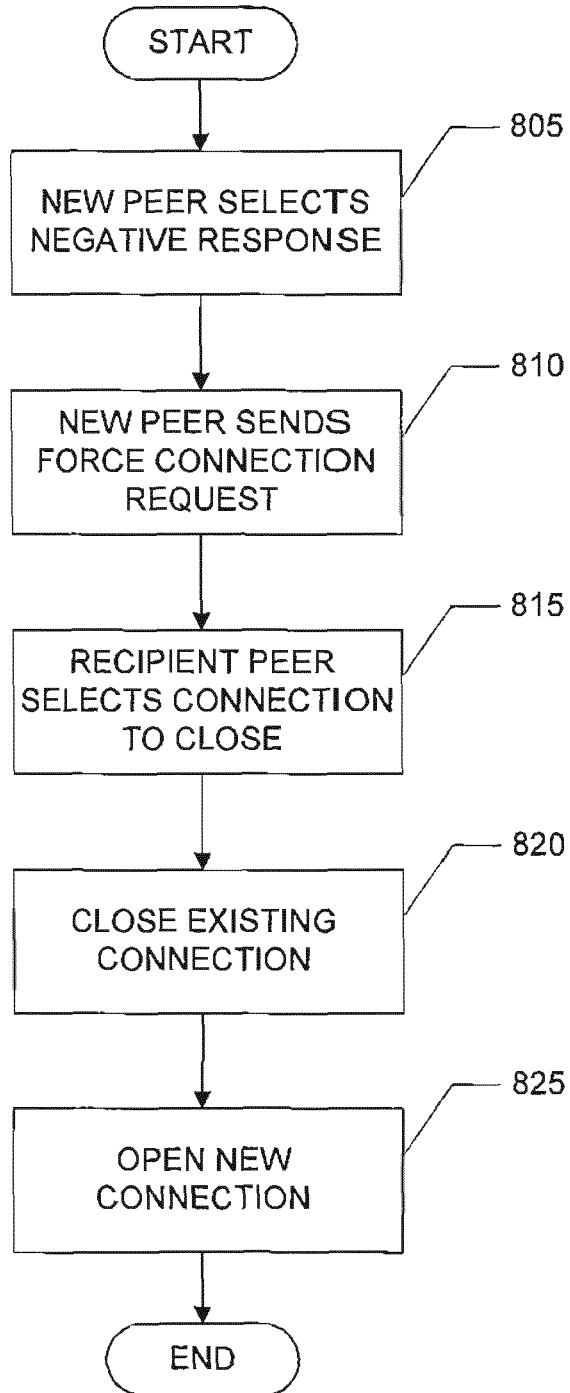 START
805
NEW PEER SELECTS
NEGATIVE RESPONSE
810
NEW PEER SENDS
FORCE CONNECTION
REQUEST
815
RECIPIENT PEER
SELECTS CONNECTION
TO CLOSE
820
CLOSE EXISTING
CONNECTION
825
OPEN NEW
CONNECTION
END